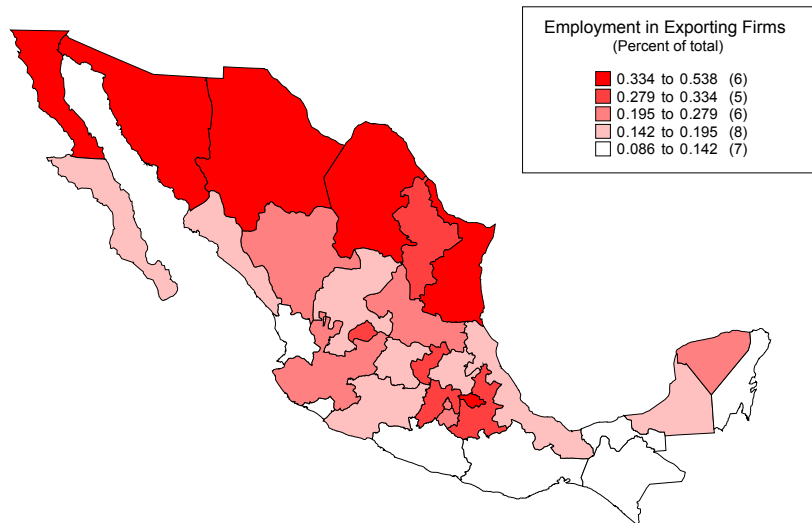 Employment in Exporting Firms
(Percent of total)
0.334 to 0.538 (6)
0.279 to 0.334 (5)
0.195 to 0.279 (6)
0.142 to 0.195 (8)
0.086 to 0.142 (7)